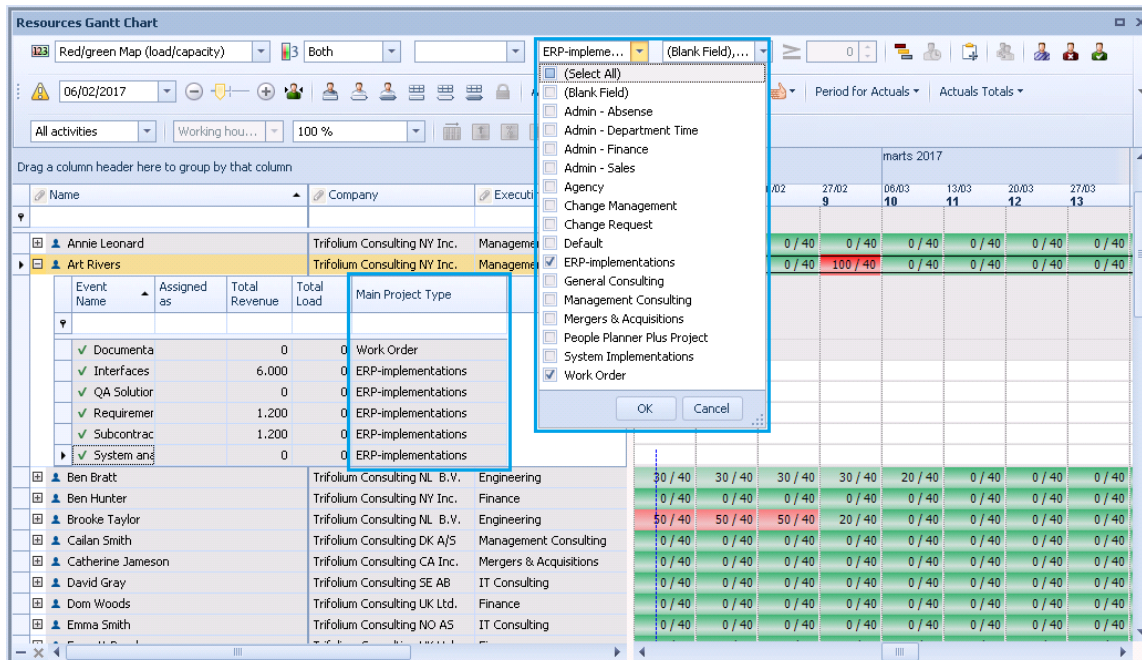 Resources Gantt Chart
123 Red/green Map (load/capacity) 3 Both ERP-impleme... (Blank Field),... 0
06/02/2017 Period for Actuals Actuals Totals
All activities Working hou... 100 %
(Select All)
(Blank Field)
Admin - Absense
Admin - Department Time
Admin - Finance
Admin - Sales
Agency
Change Management
Change Request
Default
ERP-implementations
General Consulting
Management Consulting
Mergers & Acquisitions
People Planner Plus Project
System Implementations
Work Order
OK Cancel
Drag a column header here to group by that column
marts 2017
Name Company Executi
/02 27/02 06/03 13/03 20/03 27/03
9 10 11 12 13
Annie Leonard Trifolium Consulting NY Inc. Manageme 0 / 40 0 / 40 0 / 40 0 / 40 0 / 40 0 / 40
Art Rivers Trifolium Consulting NY Inc. Manageme 0 / 40 100 / 40 0 / 40 0 / 40 0 / 40 0 / 40
Event Name Assigned as Total Revenue Total Load Main Project Type
Documenta 0 0 Work Order
Interfaces 6.000 0 ERP-implementations
QA Solution 0 0 ERP-implementations
Requiremer 1.200 0 ERP-implementations
Subcontrac 1.200 0 ERP-implementations
System ana 0 0 ERP-implementations
Ben Bratt Trifolium Consulting NL B.V. Engineering 30 / 40 30 / 40 30 / 40 30 / 40 20 / 40 0 / 40 0 / 40 0 / 40
Ben Hunter Trifolium Consulting NY Inc. Finance 0 / 40 0 / 40 0 / 40 0 / 40 0 / 40 0 / 40 0 / 40 0 / 40
Brooke Taylor Trifolium Consulting NL B.V. Engineering 50 / 40 50 / 40 50 / 40 20 / 40 0 / 40 0 / 40 0 / 40 0 / 40
Cailan Smith Trifolium Consulting DK A/S Management Consulting 0 / 40 0 / 40 0 / 40 0 / 40 0 / 40 0 / 40 0 / 40 0 / 40
Catherine Jameson Trifolium Consulting CA Inc. Mergers & Acquisitions 0 / 40 0 / 40 0 / 40 0 / 40 0 / 40 0 / 40 0 / 40 0 / 40
David Gray Trifolium Consulting SE AB IT Consulting 0 / 40 0 / 40 0 / 40 0 / 40 0 / 40 0 / 40 0 / 40 0 / 40
Dom Woods Trifolium Consulting UK Ltd. Finance 0 / 40 0 / 40 0 / 40 0 / 40 0 / 40 0 / 40 0 / 40 0 / 40
Emma Smith Trifolium Consulting NO AS IT Consulting 0 / 40 0 / 40 0 / 40 0 / 40 0 / 40 0 / 40 0 / 40 0 / 40